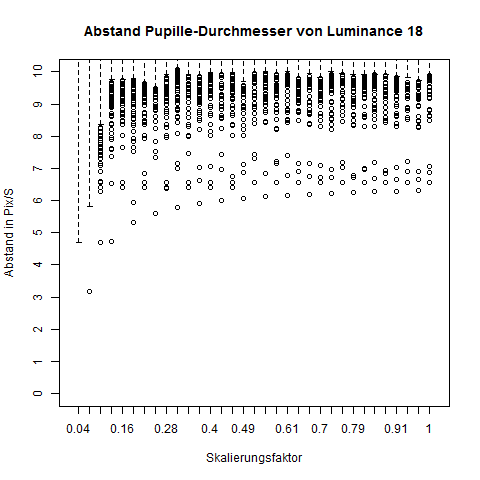 Abstand Pupille-Durchmesser von Luminance 18
Abstand in Pix/S
10
9
8
7
6
5
4
3
2
1
0
0.04 0.16 0.28 0.4 0.49 0.61 0.7 0.79 0.91 1
Skalierungsfaktor